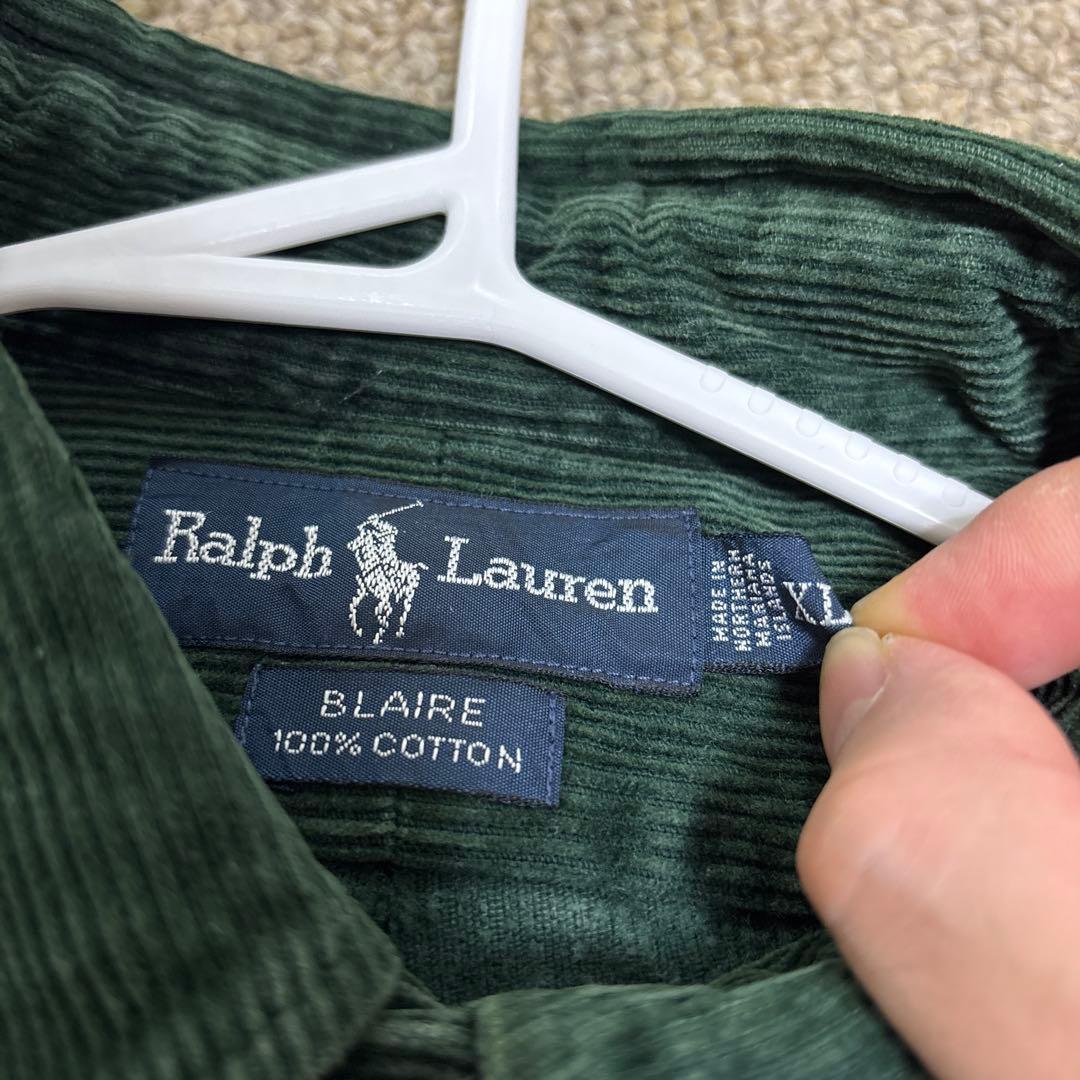 Ralph Lauren
BLAIRE
100% COTTON
MADE IN
NORTHERN
MARIANA
ISLANDS
XL